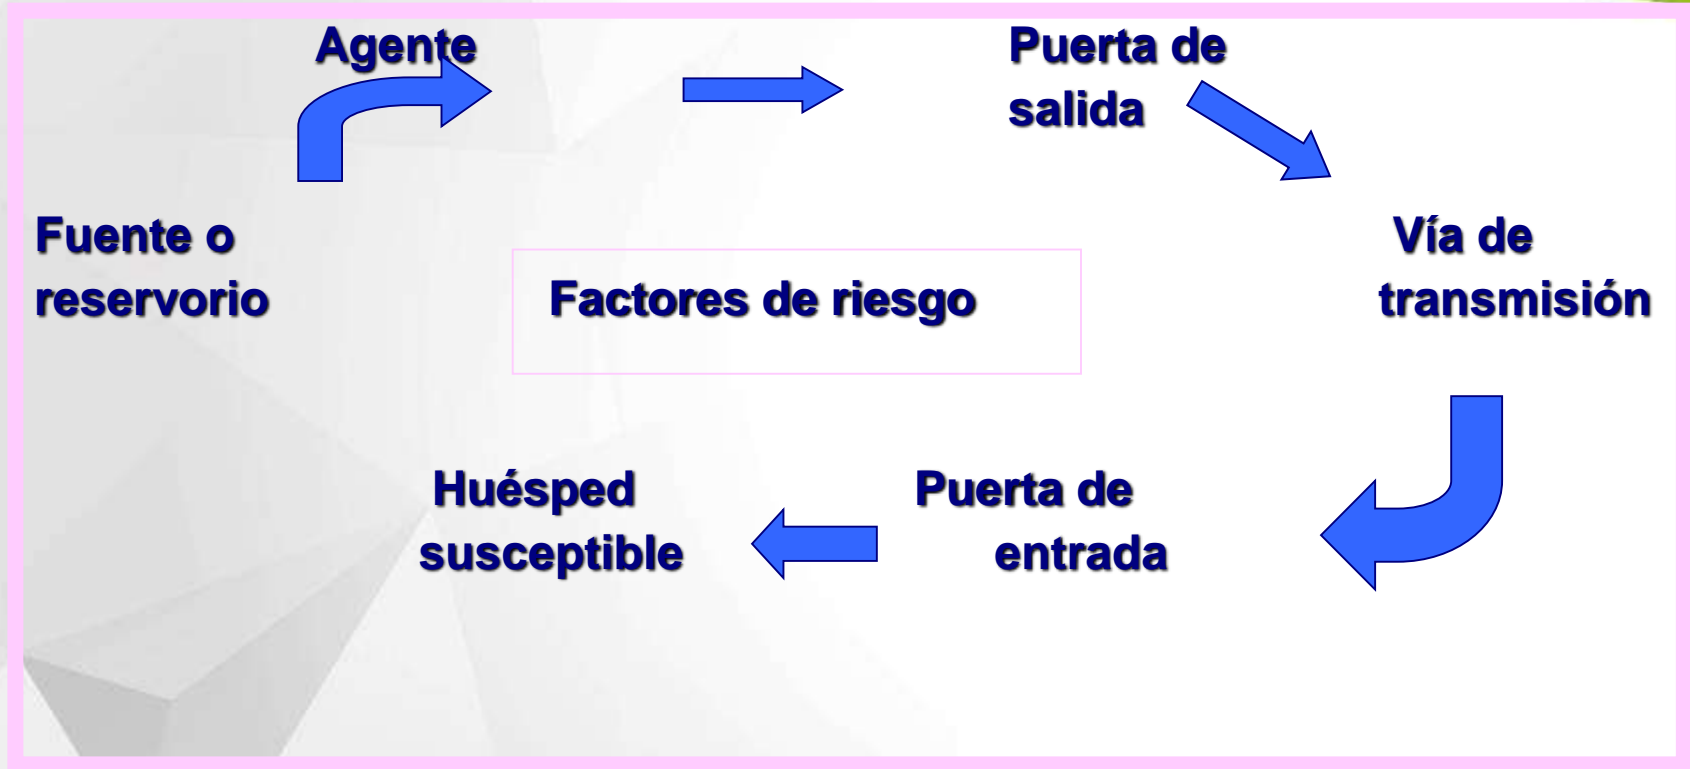 Agente
Puerta de
salida
Fuente o
reservorio
Vía de
transmisión
Factores de riesgo
Huésped
susceptible
Puerta de
entrada